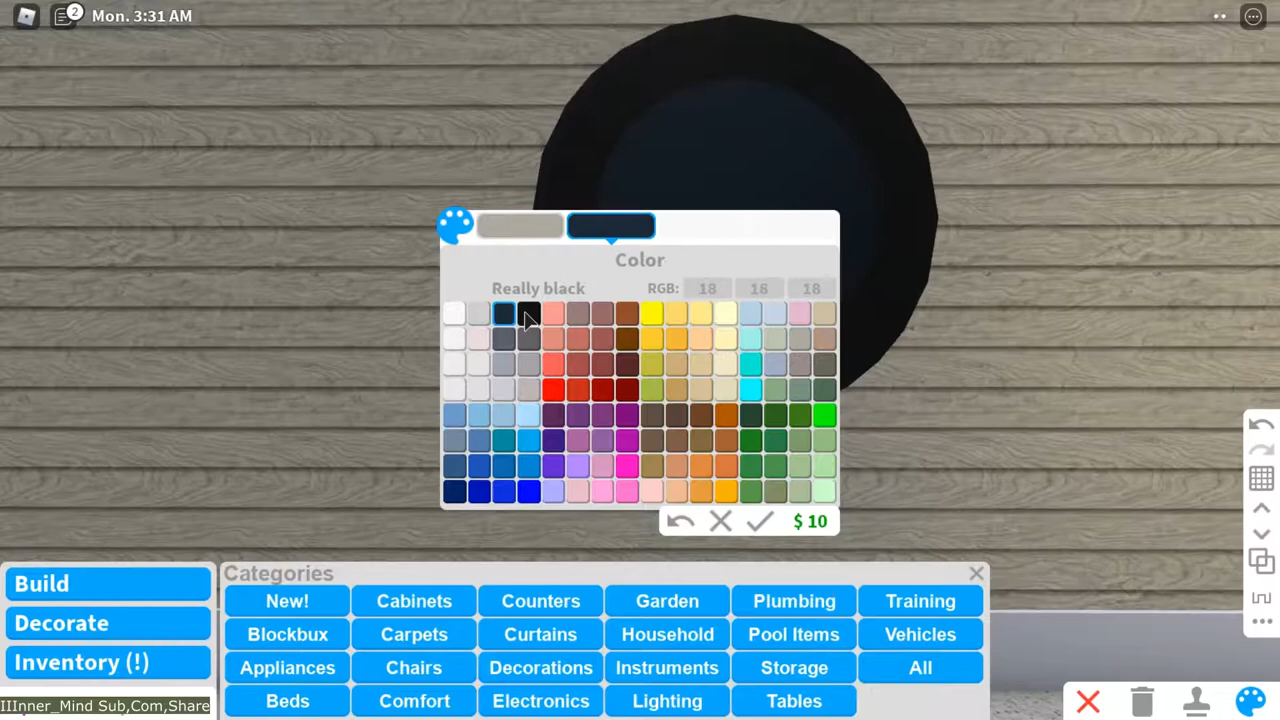 2
Mon. 3:31 AM
Color
Really black RGB: 18 18 18
$ 10
Build
Decorate
Inventory (!)
IIInner_Mind Sub,Com,Share
Categories
New! Cabinets Counters Garden Plumbing Training
Blockbux Carpets Curtains Household Pool Items Vehicles
Appliances Chairs Decorations Instruments Storage All
Beds Comfort Electronics Lighting Tables